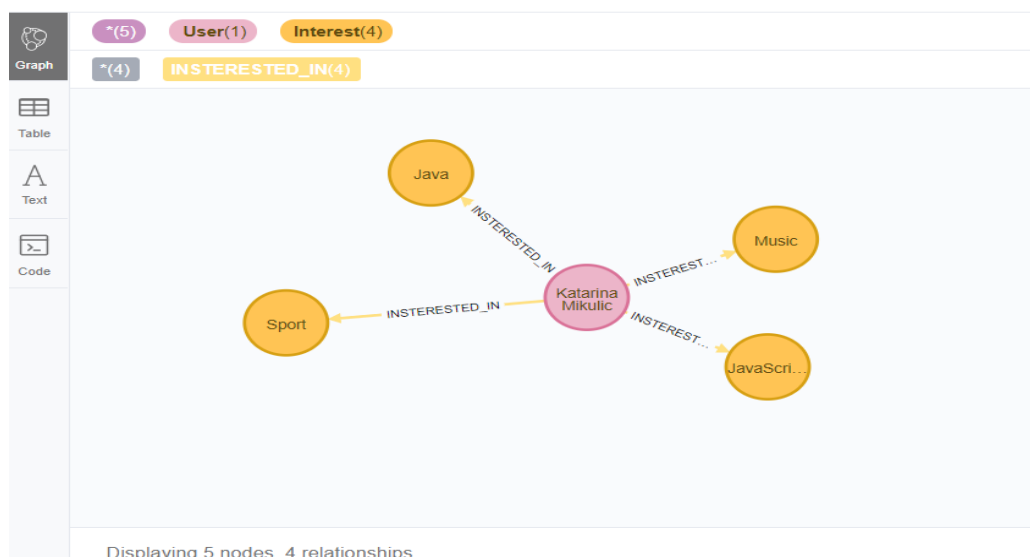 *(5) User(1) Interest(4)
Graph
*(4) INSTERESTED_IN(4)
Table
A
Text
>_
Code
Java
INSTERESTED_IN
Music
INSTEREST...
Katarina
Mikulic
INSTERESTED_IN
Sport
INSTEREST...
JavaScri...
Displaying 5 nodes, 4 relationships